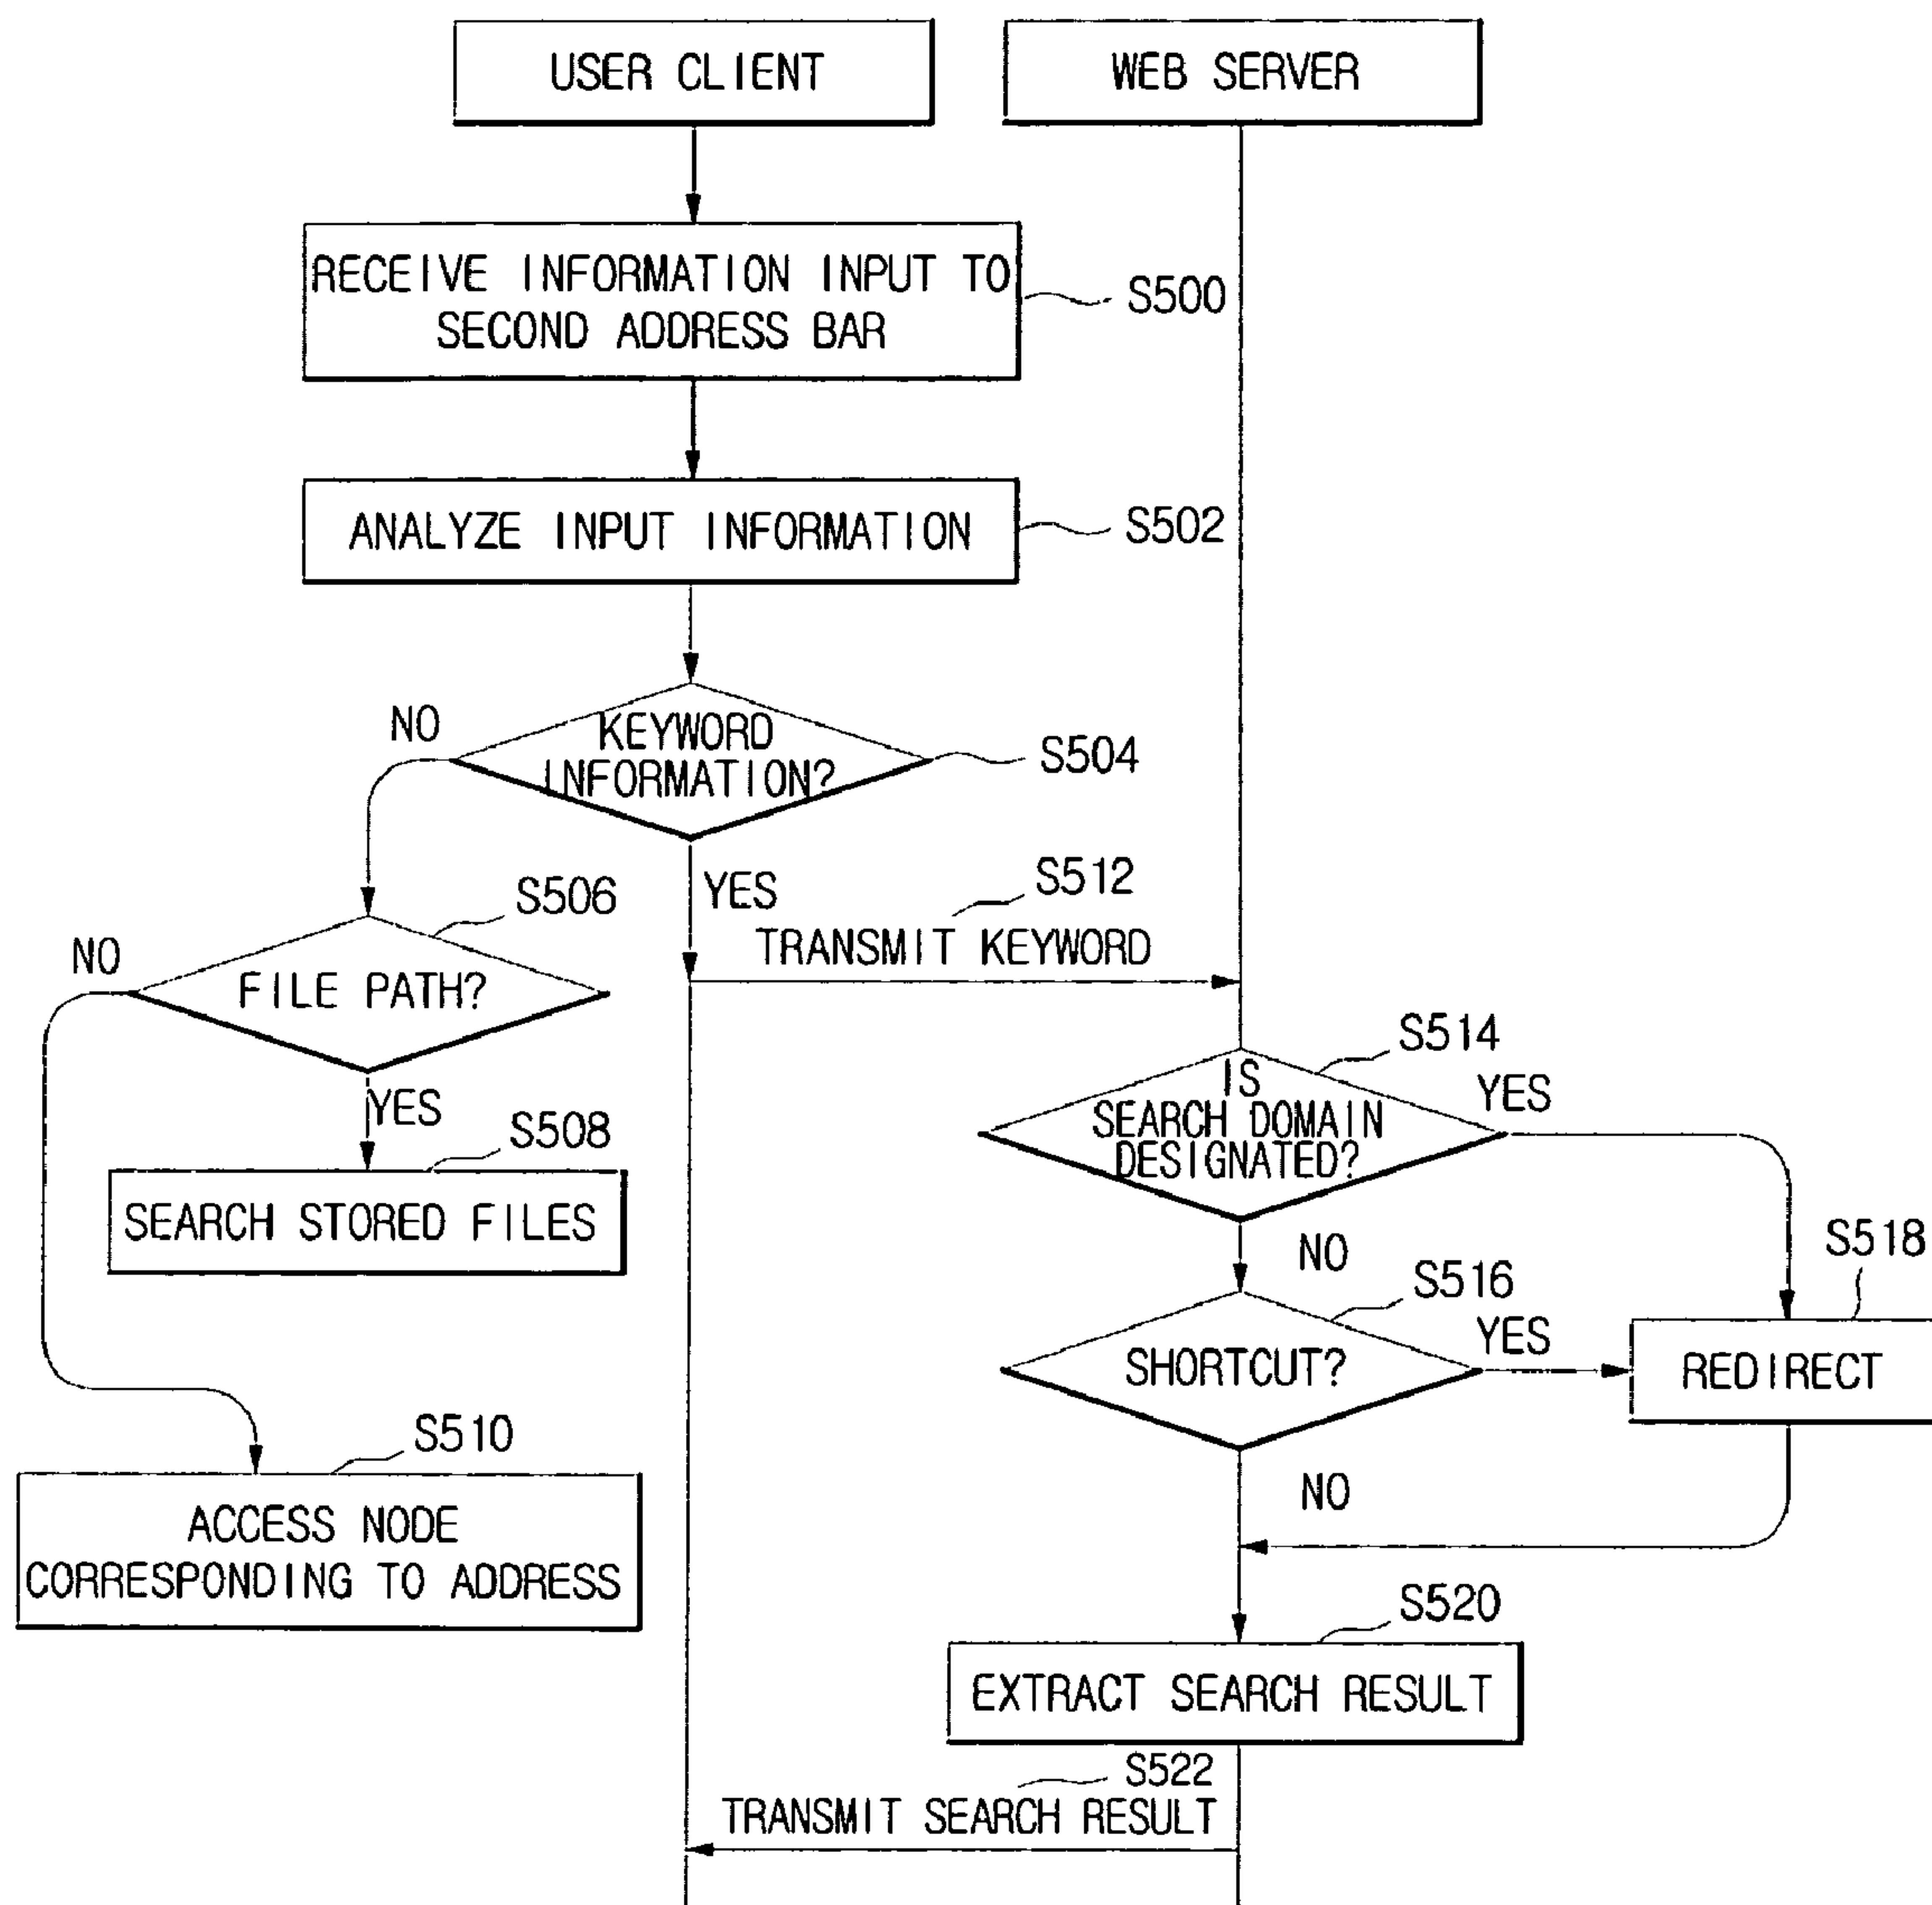 USER CLIENT
WEB SERVER
RECEIVE INFORMATION INPUT TO
SECOND ADDRESS BAR
S500
ANALYZE INPUT INFORMATION
S502
NO
KEYWORD
INFORMATION?
S504
YES
S512
TRANSMIT KEYWORD
S506
NO
FILE PATH?
YES
S508
SEARCH STORED FILES
S514
IS
SEARCH DOMAIN
DESIGNATED?
YES
NO
S516
SHORTCUT?
YES
S518
REDIRECT
NO
S510
ACCESS NODE
CORRESPONDING TO ADDRESS
S520
EXTRACT SEARCH RESULT
S522
TRANSMIT SEARCH RESULT